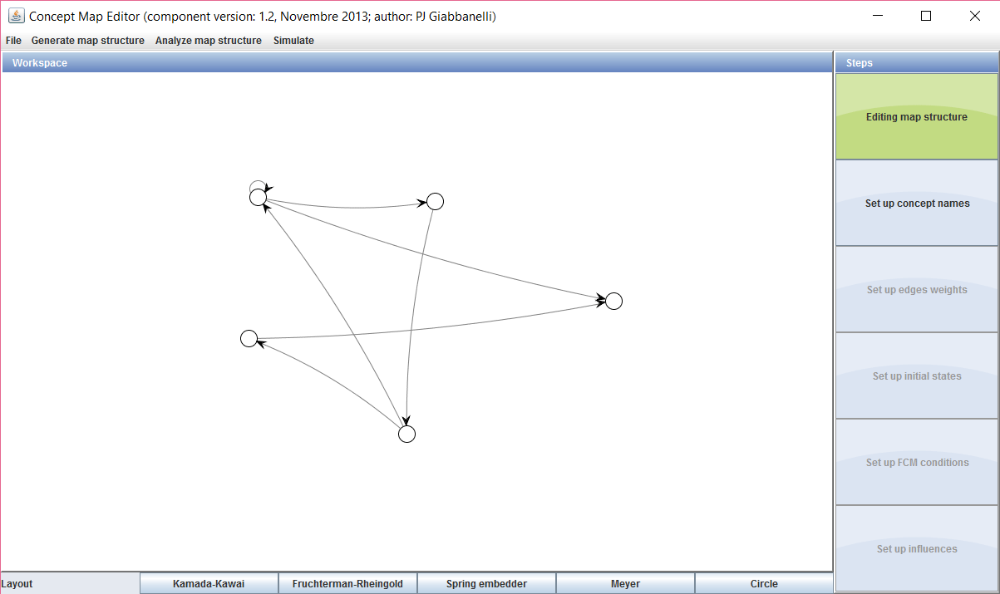 Concept Map Editor (component version: 1.2, Novembre 2013; author: PJ Giabbanelli)
File Generate map structure Analyze map structure Simulate
Workspace
Steps
Editing map structure
Set up concept names
Set up edges weights
Set up initial states
Set up FCM conditions
Set up influences
Layout Kamada-Kawai Fruchterman-Rheingold Spring embedder Meyer Circle